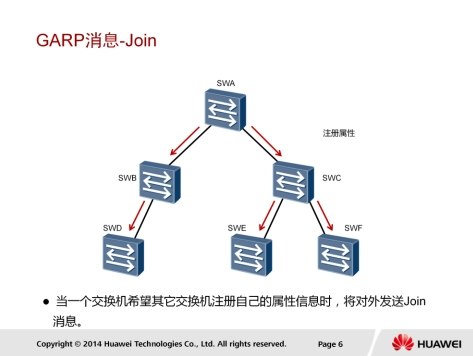 GARP消息-Join
SWA
注册属性
SWB
SWC
SWD
SWE
SWF
● 当一个交换机希望其它交换机注册自己的属性信息时，将对外发送Join
消息。
Copyright © 2014 Huawei Technologies Co., Ltd. All rights reserved.
Page 6
HUAWEI